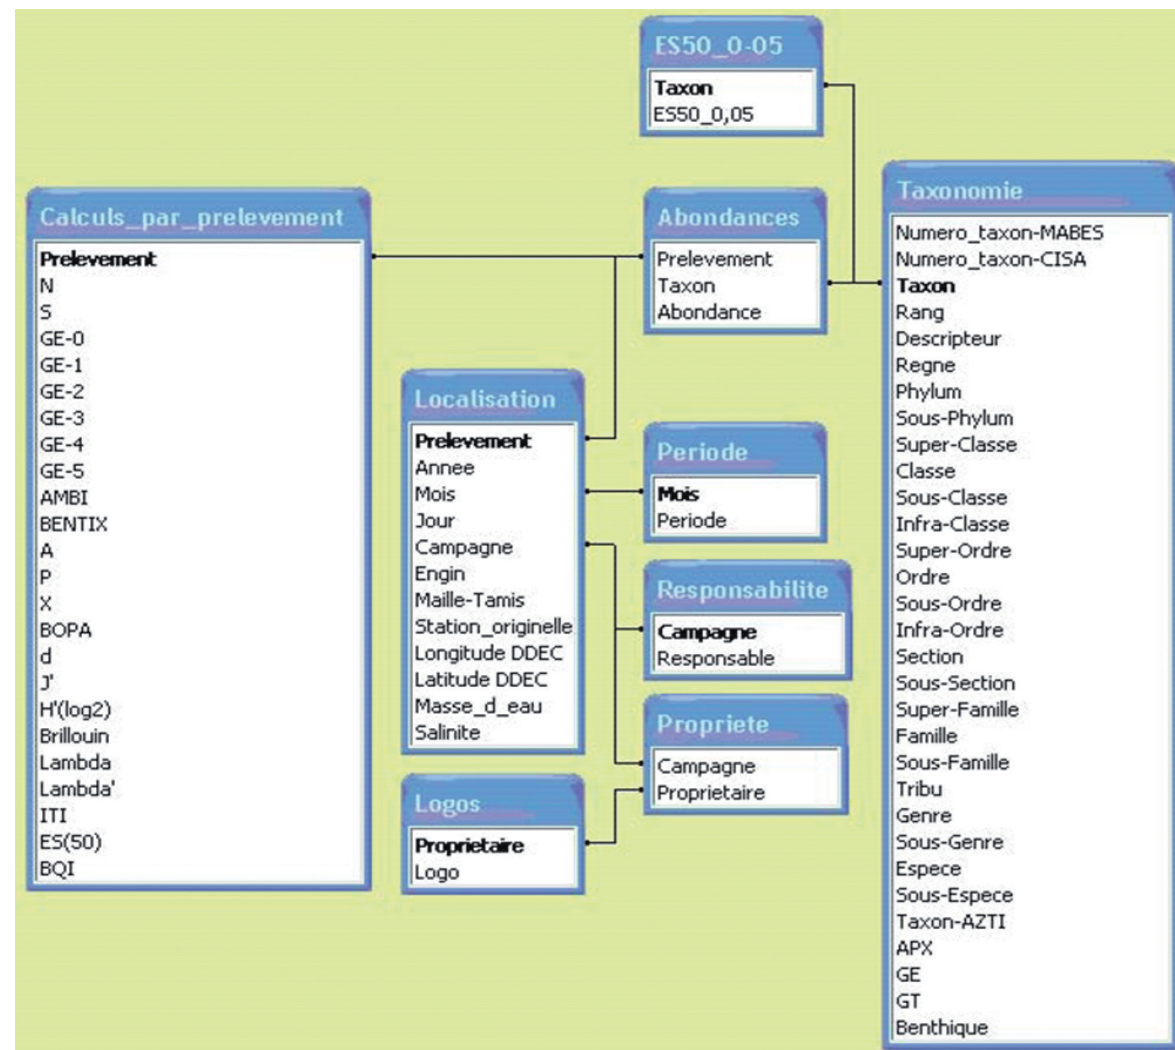 ES50_0-05
Taxon
ES50_0,05
Calculs_par_prelevement
Prelevement
N
S
GE-0
GE-1
GE-2
GE-3
GE-4
GE-5
AMBI
BENTIX
A
P
X
BOPA
d
J'
H'(log2)
Brillouin
Lambda
Lambda'
ITI
ES(50)
BQI
Abondances
Prelevement
Taxon
Abondance
Localisation
Prelevement
Annee
Mois
Jour
Campagne
Engin
Maille-Tamis
Station_originelle
Longitude DDEC
Latitude DDEC
Masse_d_eau
Salinite
Periode
Mois
Periode
Responsabilite
Campagne
Responsable
Propriete
Campagne
Proprietaire
Logos
Proprietaire
Logo
Taxonomie
Numero_taxon-MABES
Numero_taxon-CISA
Taxon
Rang
Descripteur
Regne
Phylum
Sous-Phylum
Super-Classe
Classe
Sous-Classe
Infra-Classe
Super-Ordre
Ordre
Sous-Ordre
Infra-Ordre
Section
Sous-Section
Super-Famille
Famille
Sous-Famille
Tribu
Genre
Sous-Genre
Espece
Sous-Espece
Taxon-AZTI
APX
GE
GT
Benthique